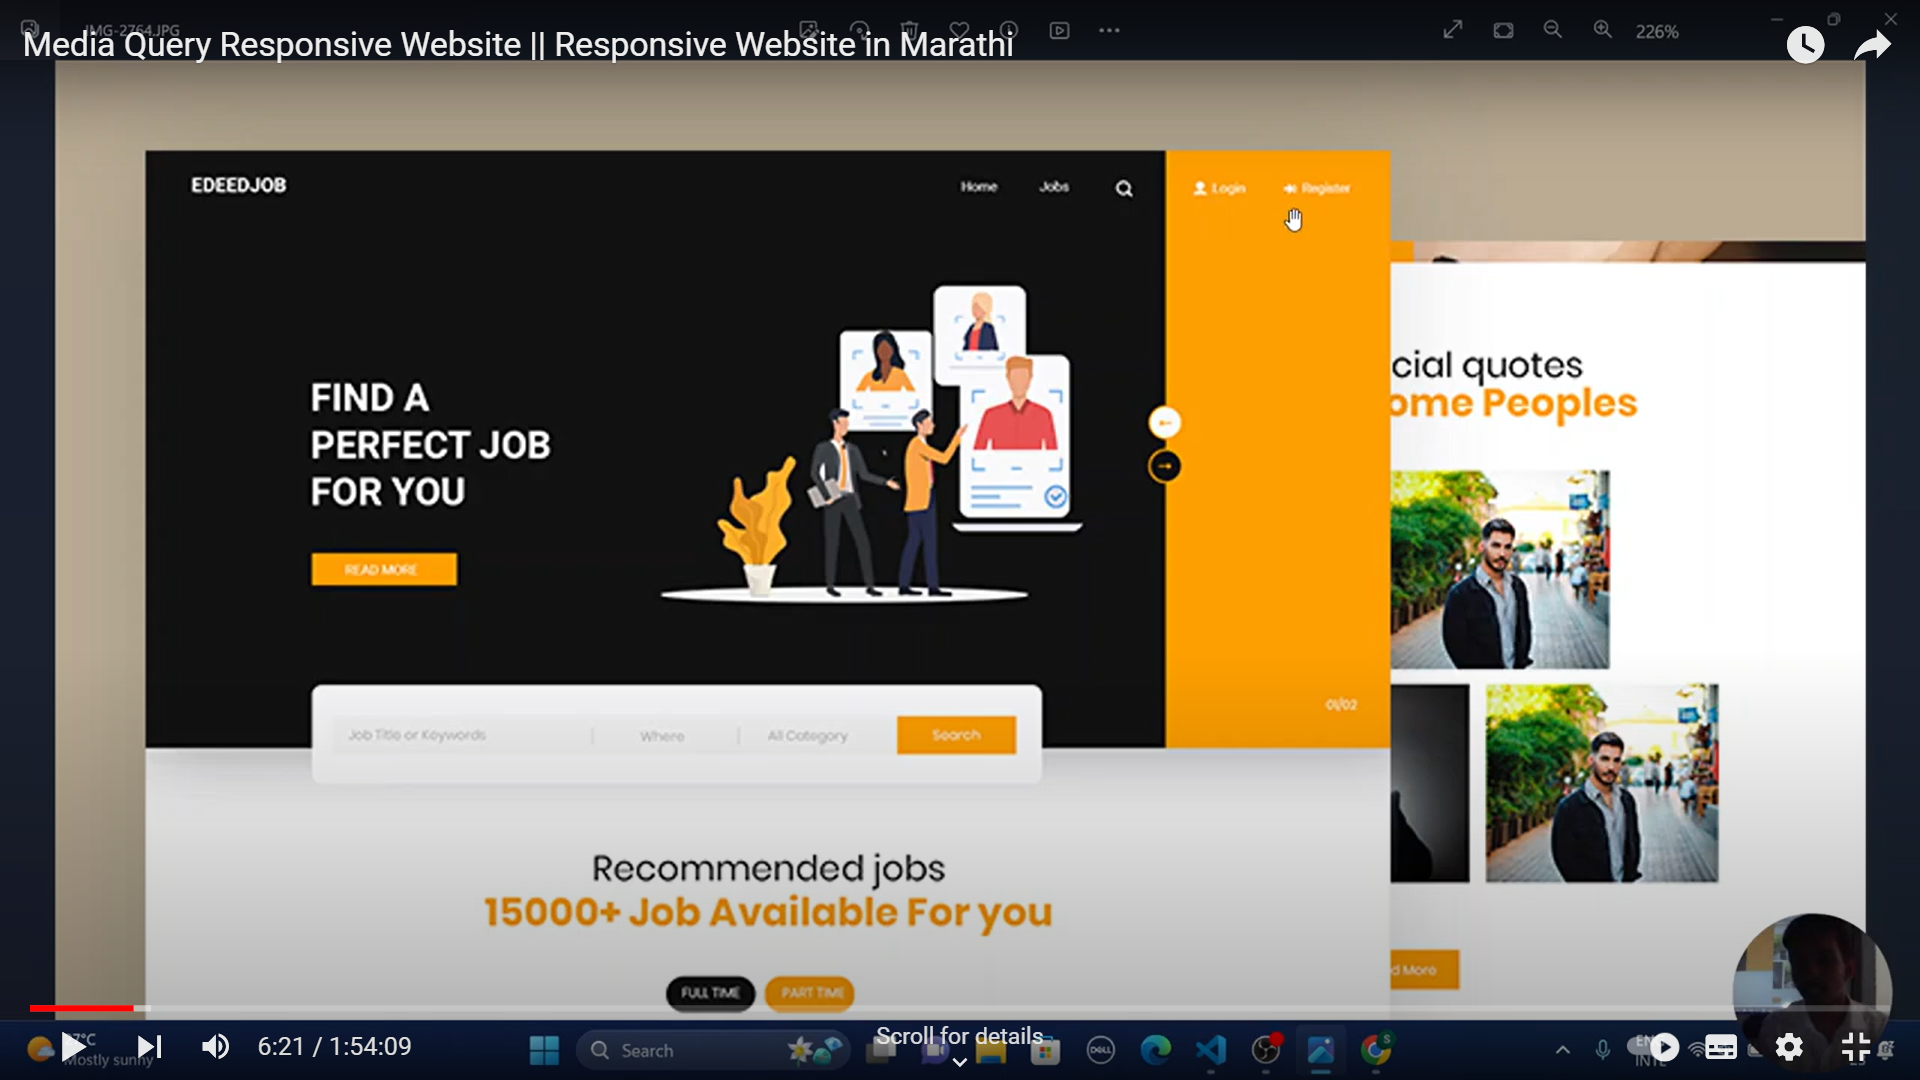 IMG-2764.JPG
226%
Media Query Responsive Website || Responsive Website in Marathi
EDEEDJOB
Home
Jobs
Login
Register
FIND A
PERFECT JOB
FOR YOU
READ MORE
01/02
Job Title or Keywords
Where
All Category
Search
Recommended jobs
15000+ Job Available For you
FULL TIME
PART TIME
cial quotes
ome Peoples
d More
Mostly sunny
6:21 / 1:54:09
Search
Scroll for details
DELL
S